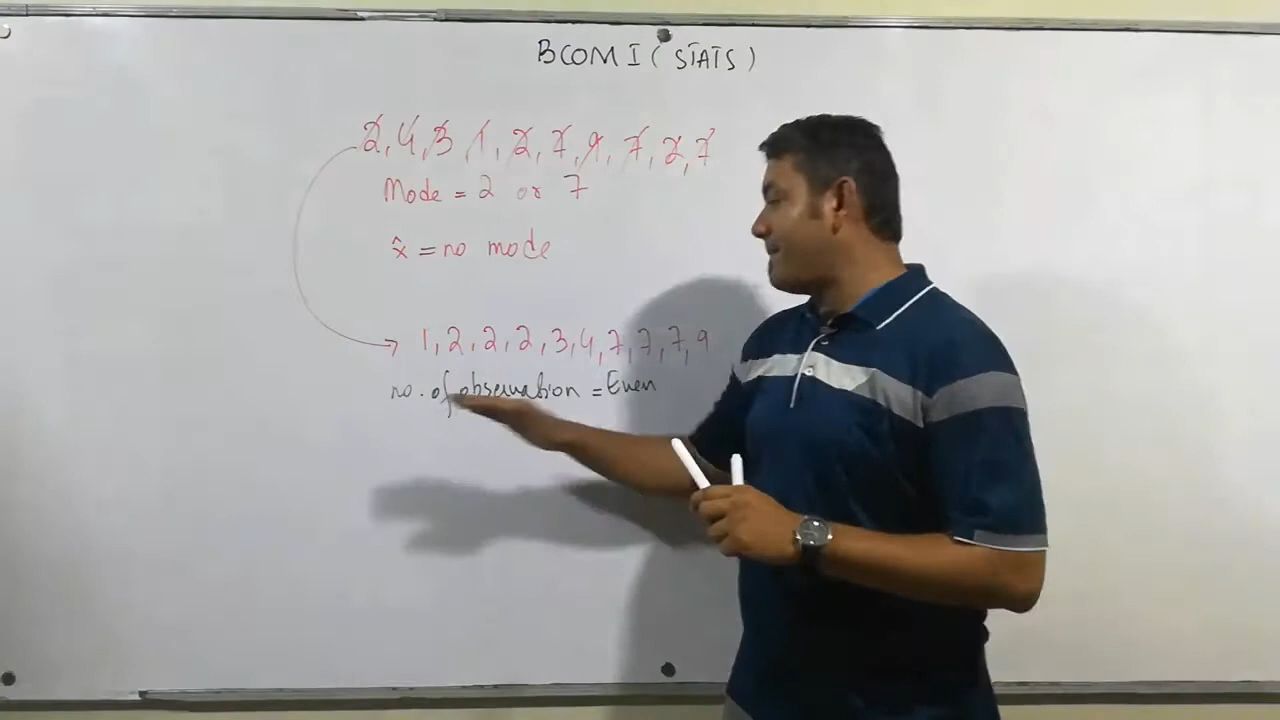 BCOM I ( STATS )
2, 4, 3, 1, 2, 7, 9, 7, 2, 7
Mode = 2 or 7
x̂ = no mode
1, 2, 2, 2, 3, 4, 7, 7, 7, 9
no. of observation = Even